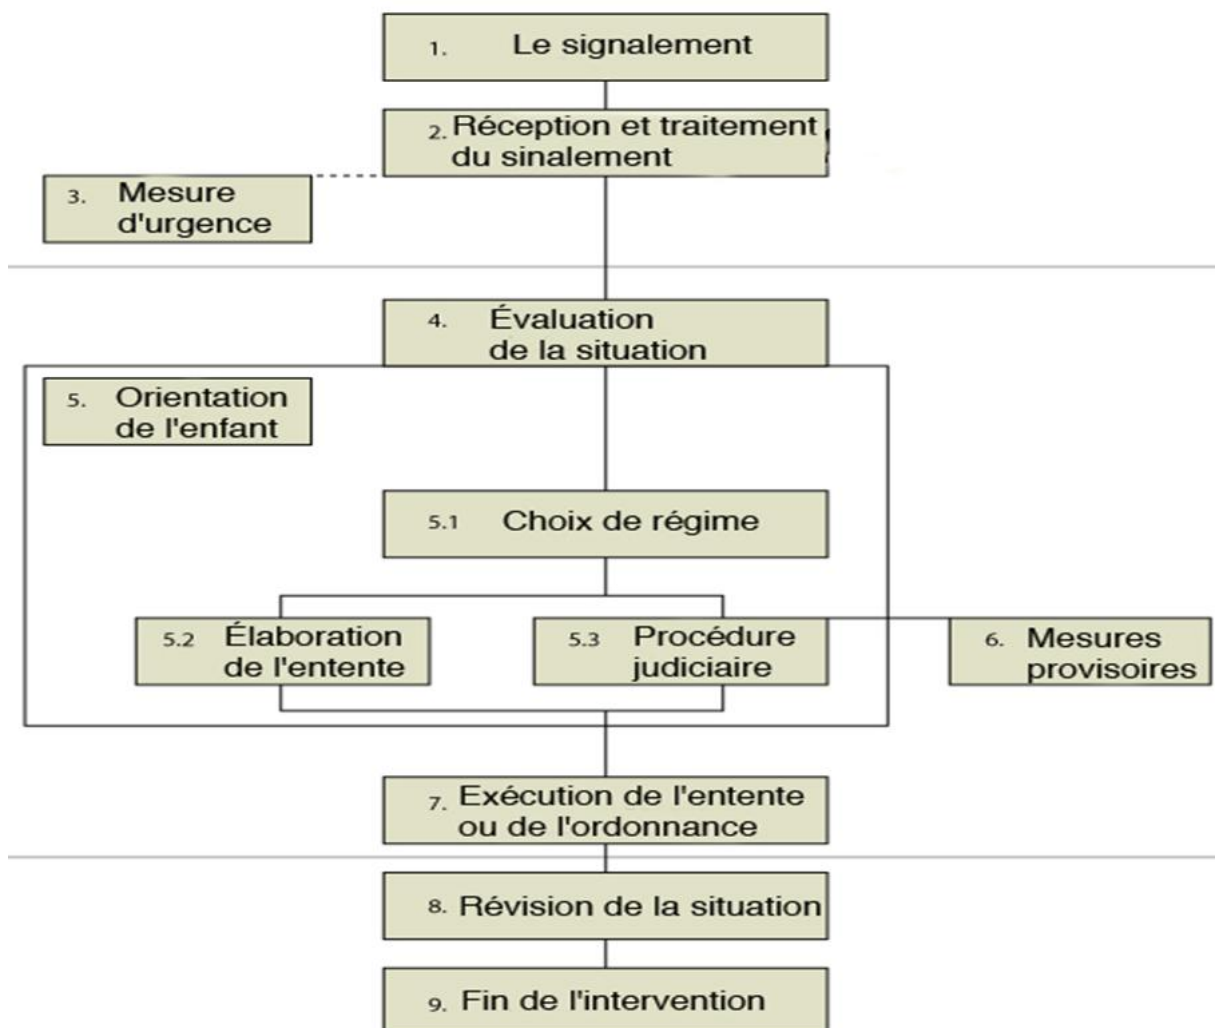 1. Le signalement
2. Réception et traitement
du sinalement
3. Mesure
d'urgence
4. Évaluation
de la situation
5. Orientation
de l'enfant
5.1 Choix de régime
5.2 Élaboration
de l'entente
5.3 Procédure
judiciaire
6. Mesures
provisoires
7. Exécution de l'entente
ou de l'ordonnance
8. Révision de la situation
9. Fin de l'intervention